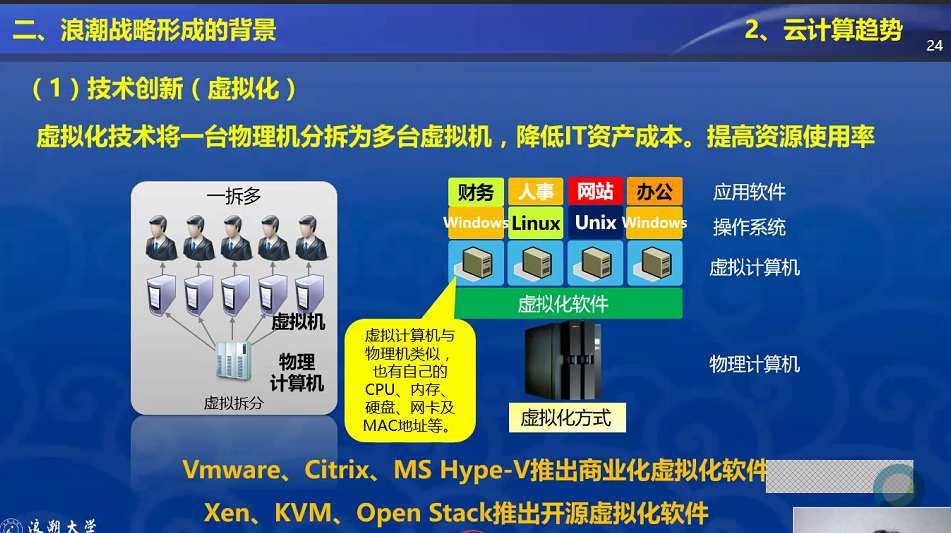 二、浪潮战略形成的背景
2、云计算趋势
24
（1）技术创新（虚拟化）
虚拟化技术将一台物理机分拆为多台虚拟机，降低IT资产成本。提高资源使用率
一拆多
虚拟机
物理
计算机
虚拟拆分
财务 人事 网站 办公 应用软件
Windows Linux Unix Windows 操作系统
虚拟计算机
虚拟化软件
虚拟计算机与
物理机类似，
也有自己的
CPU、内存、
硬盘、网卡及
MAC地址等。
物理计算机
虚拟化方式
Vmware、Citrix、MS Hype-V推出商业化虚拟化软件
Xen、KVM、Open Stack推出开源虚拟化软件
浪潮大学